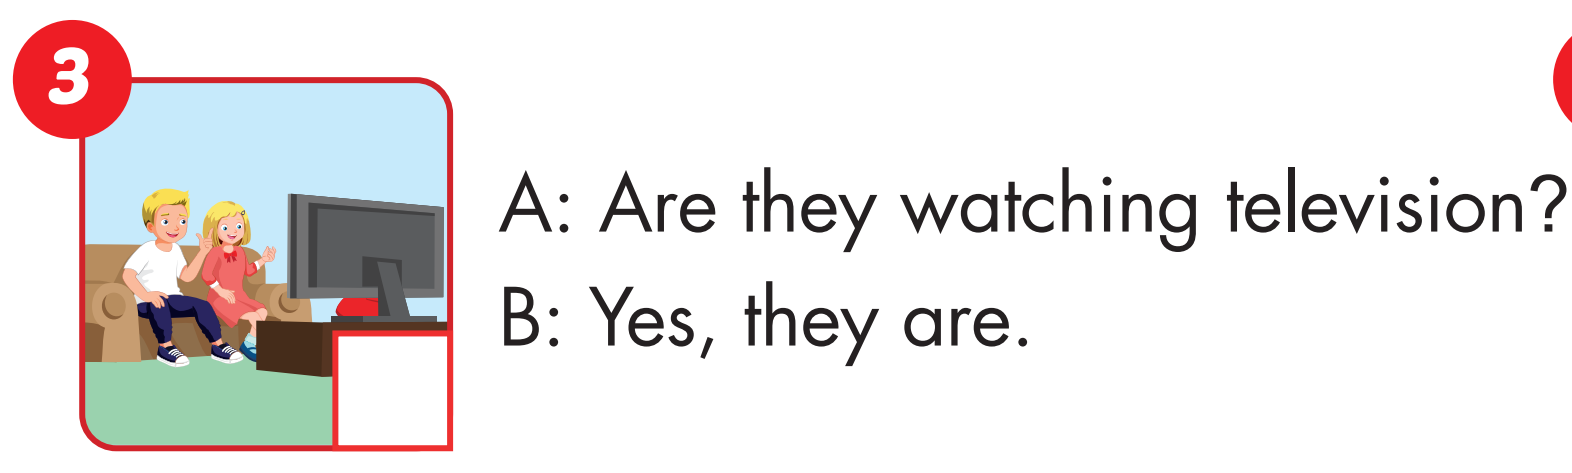 3
A: Are they watching television?
B: Yes, they are.